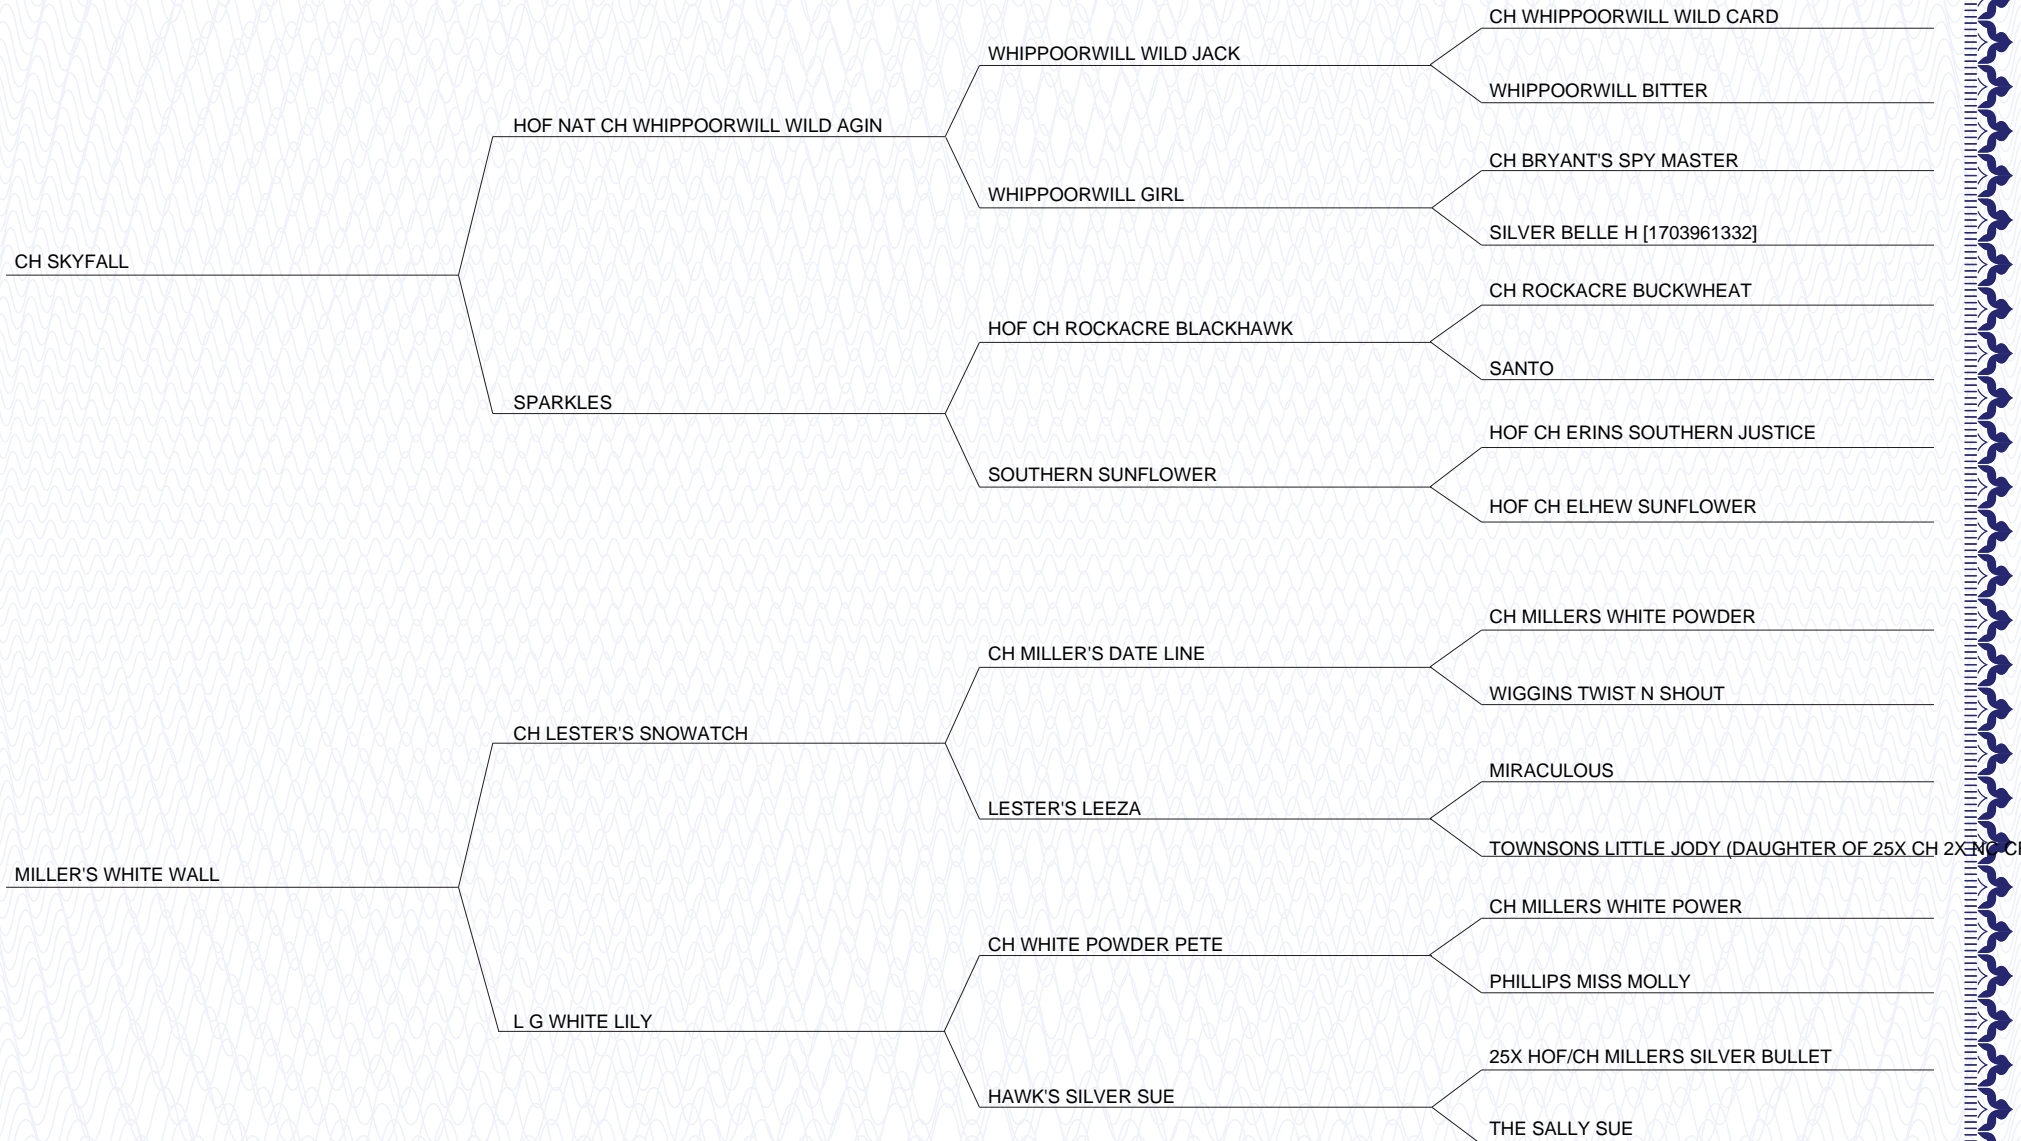 CH WHIPPOORWILL WILD CARD
WHIPPOORWILL WILD JACK
WHIPPOORWILL BITTER
HOF NAT CH WHIPPOORWILL WILD AGIN
CH BRYANT'S SPY MASTER
WHIPPOORWILL GIRL
SILVER BELLE H [1703961332]
CH SKYFALL
CH ROCKACRE BUCKWHEAT
HOF CH ROCKACRE BLACKHAWK
SANTO
SPARKLES
HOF CH ERINS SOUTHERN JUSTICE
SOUTHERN SUNFLOWER
HOF CH ELHEW SUNFLOWER
CH MILLERS WHITE POWDER
CH MILLER'S DATE LINE
WIGGINS TWIST N SHOUT
CH LESTER'S SNOWATCH
MIRACULOUS
LESTER'S LEEZA
TOWNSONS LITTLE JODY (DAUGHTER OF 25X CH 2X NC
MILLER'S WHITE WALL
CH MILLERS WHITE POWER
CH WHITE POWDER PETE
PHILLIPS MISS MOLLY
L G WHITE LILY
25X HOF/CH MILLERS SILVER BULLET
HAWK'S SILVER SUE
THE SALLY SUE